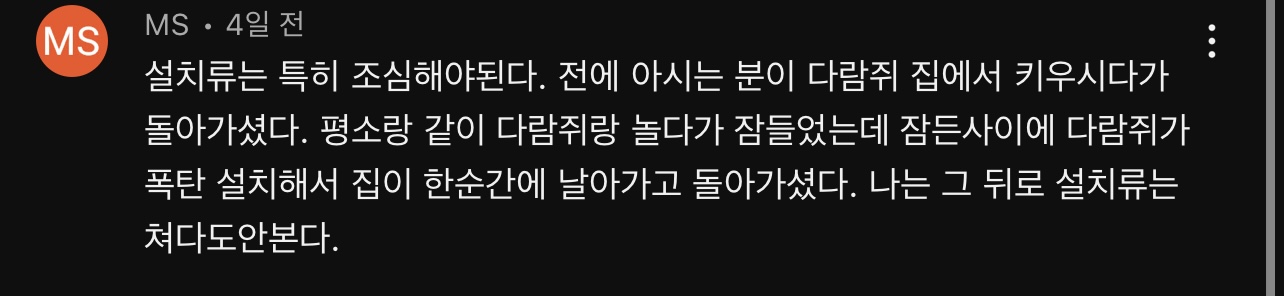 MS
MS • 4일 전
설치류는 특히 조심해야된다. 전에 아시는 분이 다람쥐 집에서 키우시다가
돌아가셨다. 평소랑 같이 다람쥐랑 놀다가 잠들었는데 잠든사이에 다람쥐가
폭탄 설치해서 집이 한순간에 날아가고 돌아가셨다. 나는 그 뒤로 설치류는
쳐다도안본다.